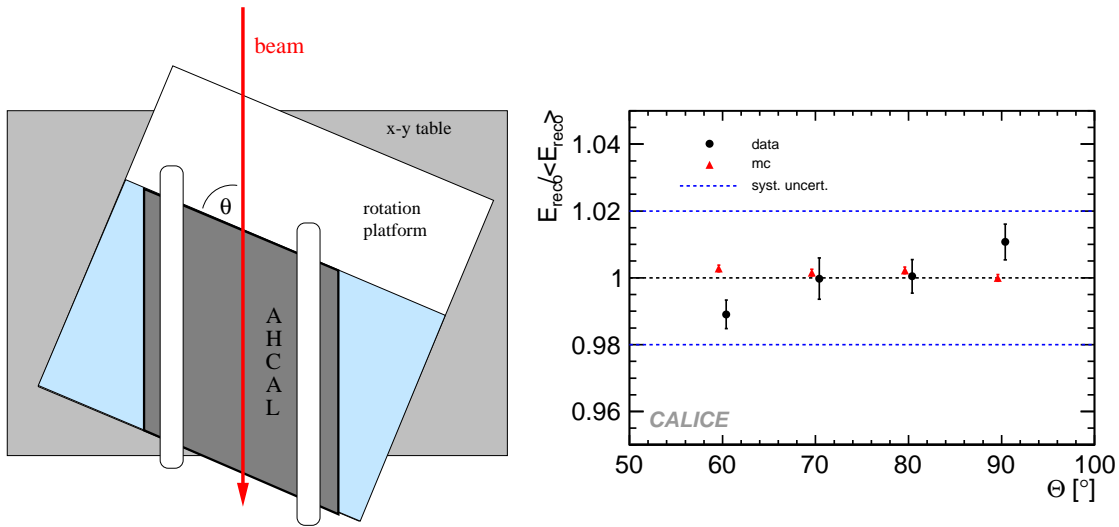 beam
x-y table
θ
rotation
platform
A
H
C
A
L
E_reco/<E_reco>
1.04
1.02
1
0.98
0.96
data
mc
syst. uncert.
CALICE
50 60 70 80 90 100
Θ [°]